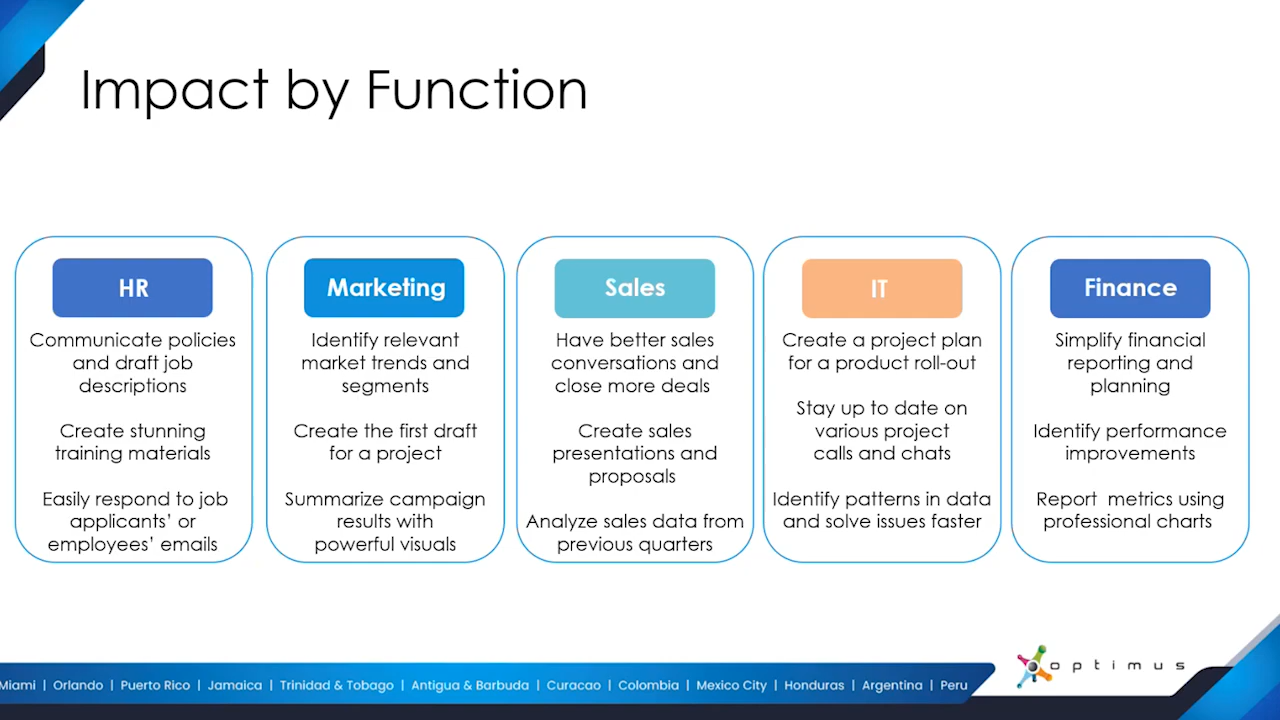 Impact by Function
HR
Communicate policies
and draft job
descriptions
Create stunning
training materials
Easily respond to job
applicants’ or
employees’ emails
Marketing
Identify relevant
market trends and
segments
Create the first draft
for a project
Summarize campaign
results with
powerful visuals
Sales
Have better sales
conversations and
close more deals
Create sales
presentations and
proposals
Analyze sales data from
previous quarters
IT
Create a project plan
for a product roll-out
Stay up to date on
various project
calls and chats
Identify patterns in data
and solve issues faster
Finance
Simplify financial
reporting and
planning
Identify performance
improvements
Report  metrics using
professional charts
Miami | Orlando | Puerto Rico | Jamaica | Trinidad & Tobago | Antigua & Barbuda | Curacao | Colombia | Mexico City | Honduras | Argentina | Peru
optimus